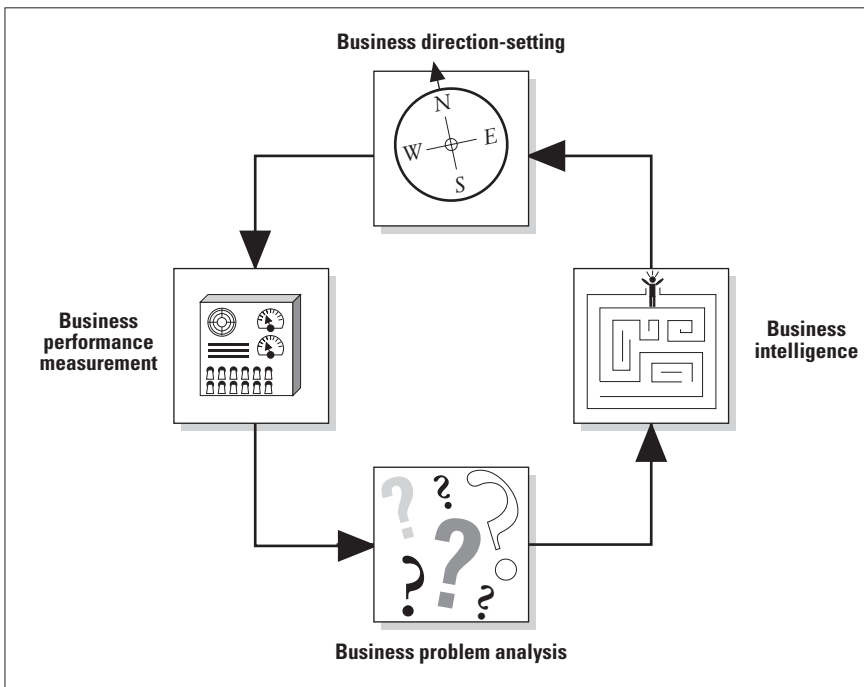 Business direction-setting
N
W
E
S
Business
performance
measurement
Business
intelligence
?
?
?
?
?
?
Business problem analysis